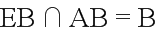 EB ∩ AB = B